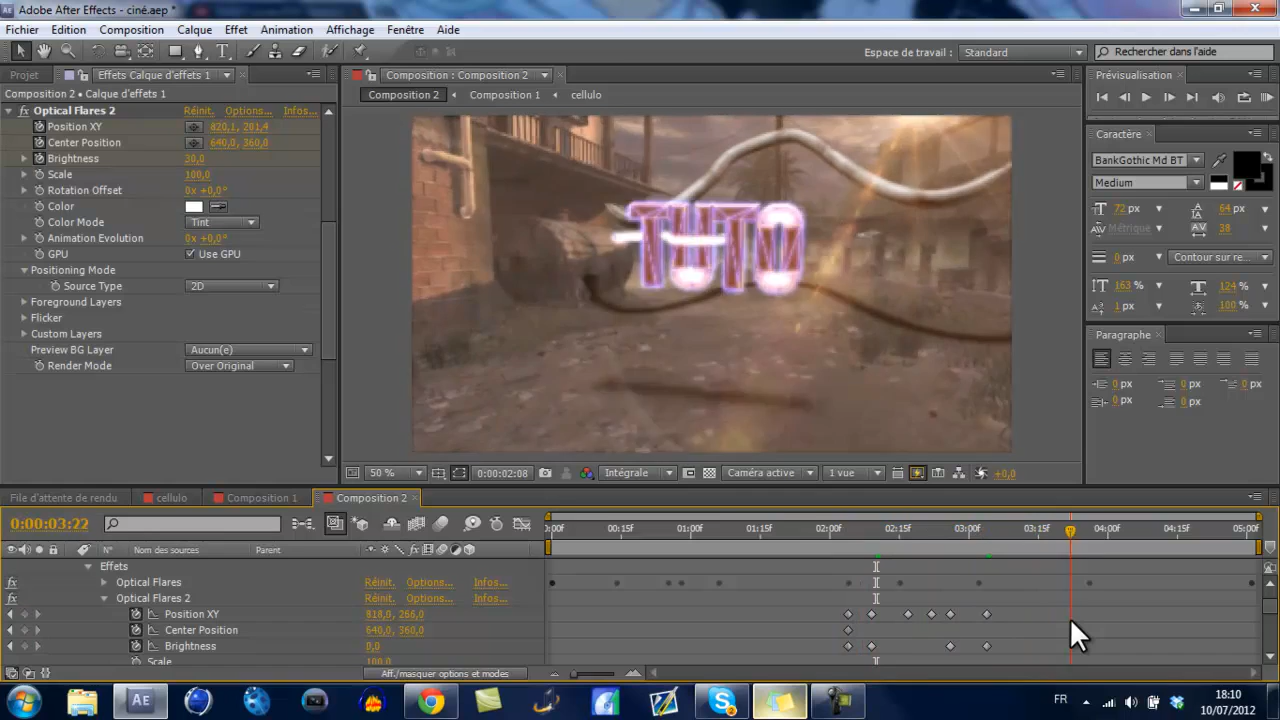 Adobe After Effects - ciné.aep *
Fichier Edition Composition Calque Effet Animation Affichage Fenêtre Aide
Espace de travail : Standard Rechercher dans l'aide
Projet Effets Calque d'effets 1 Composition : Composition 2 Prévisualisation
Composition 2 • Calque d'effets 1 Composition 2 Composition 1 cellulo
Optical Flares 2 Réinit. Options... Infos...
Position XY 820,1, 201,4
Center Position 640,0, 360,0
Brightness 30,0
Scale 100,0
Rotation Offset 0x +0,0°
Color
Color Mode Tint
Animation Evolution 0x +0,0°
GPU Use GPU
Positioning Mode
Source Type 2D
Foreground Layers
Flicker
Custom Layers
Preview BG Layer Aucun(e)
Render Mode Over Original
TUTO
Caractère
BankGothic Md BT
Medium
72 px 64 px
Métrique 38
0 px Contour sur re...
163 % 124 %
1 px 100 %
Paragraphe
0 px 0 px 0 px
0 px 0 px
50 % 0:00:02:08 Intégrale Caméra active 1 vue +0,0
File d'attente de rendu cellulo Composition 1 Composition 2
0:00:03:22 :00f 00:15f 01:00f 01:15f 02:00f 02:15f 03:00f 03:15f 04:00f 04:15f 05:00f
N° Nom des sources Parent
Effets
Optical Flares Réinit. Options... Infos...
Optical Flares 2 Réinit. Options... Infos...
Position XY 818,0, 266,0
Center Position 640,0, 360,0
Brightness 0,0
Scale 100,0
Aff./masquer options et modes
FR 18:10
10/07/2012